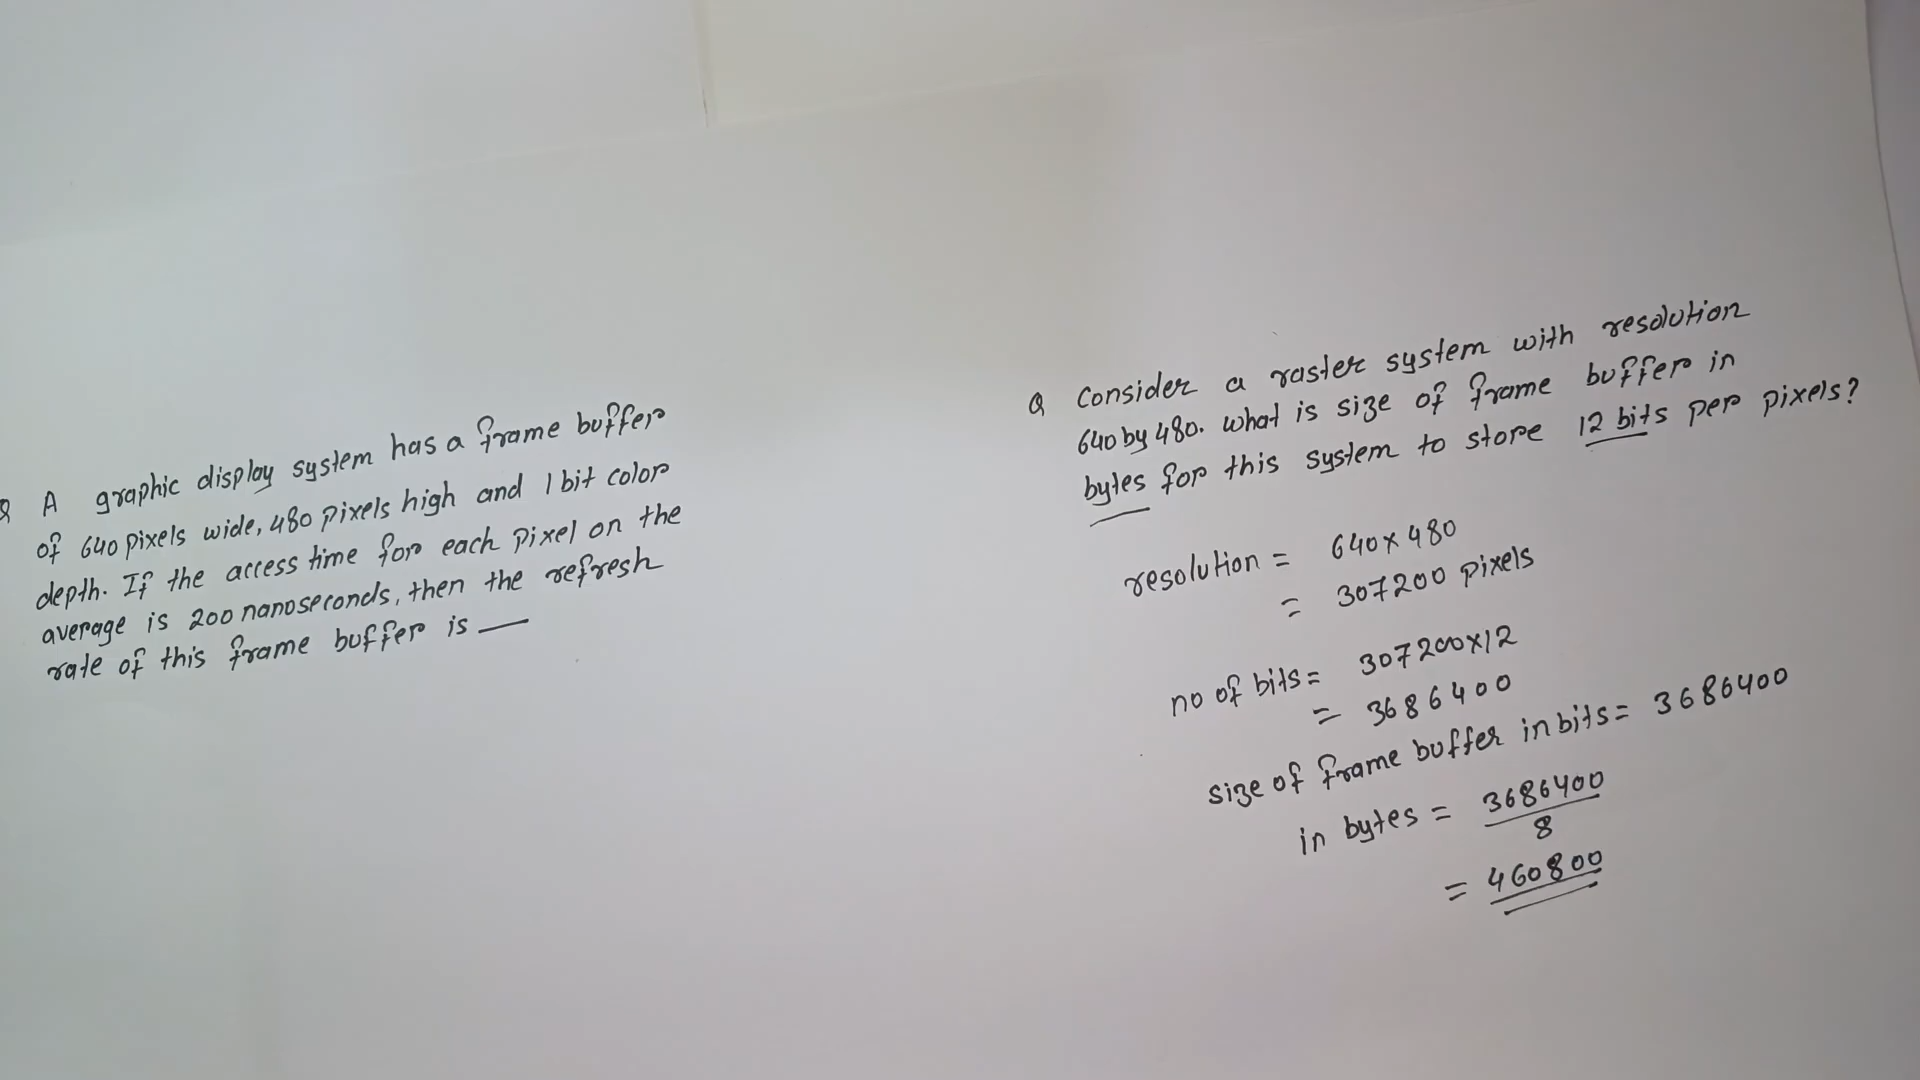 Q A graphic display system has a frame buffer
of 640 pixels wide, 480 pixels high and 1 bit color
depth. If the access time for each pixel on the
average is 200 nanoseconds, then the refresh
rate of this frame buffer is __
Q Consider a raster system with resolution
640 by 480. what is size of frame buffer in
bytes for this system to store 12 bits per pixels?
resolution = 640 x 480
= 307200 pixels
no of bits = 307200x12
= 3686400
size of frame buffer in bits = 3686400
in bytes = 3686400
8
= 460800